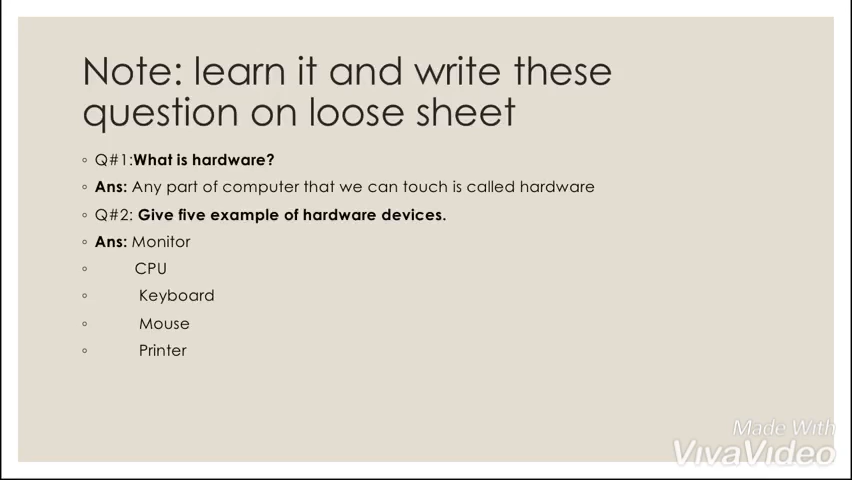 Note: learn it and write these
question on loose sheet
◦ Q#1:What is hardware?
◦ Ans: Any part of computer that we can touch is called hardware
◦ Q#2: Give five example of hardware devices.
◦ Ans: Monitor
◦ CPU
◦ Keyboard
◦ Mouse
◦ Printer
Made With
VivaVideo